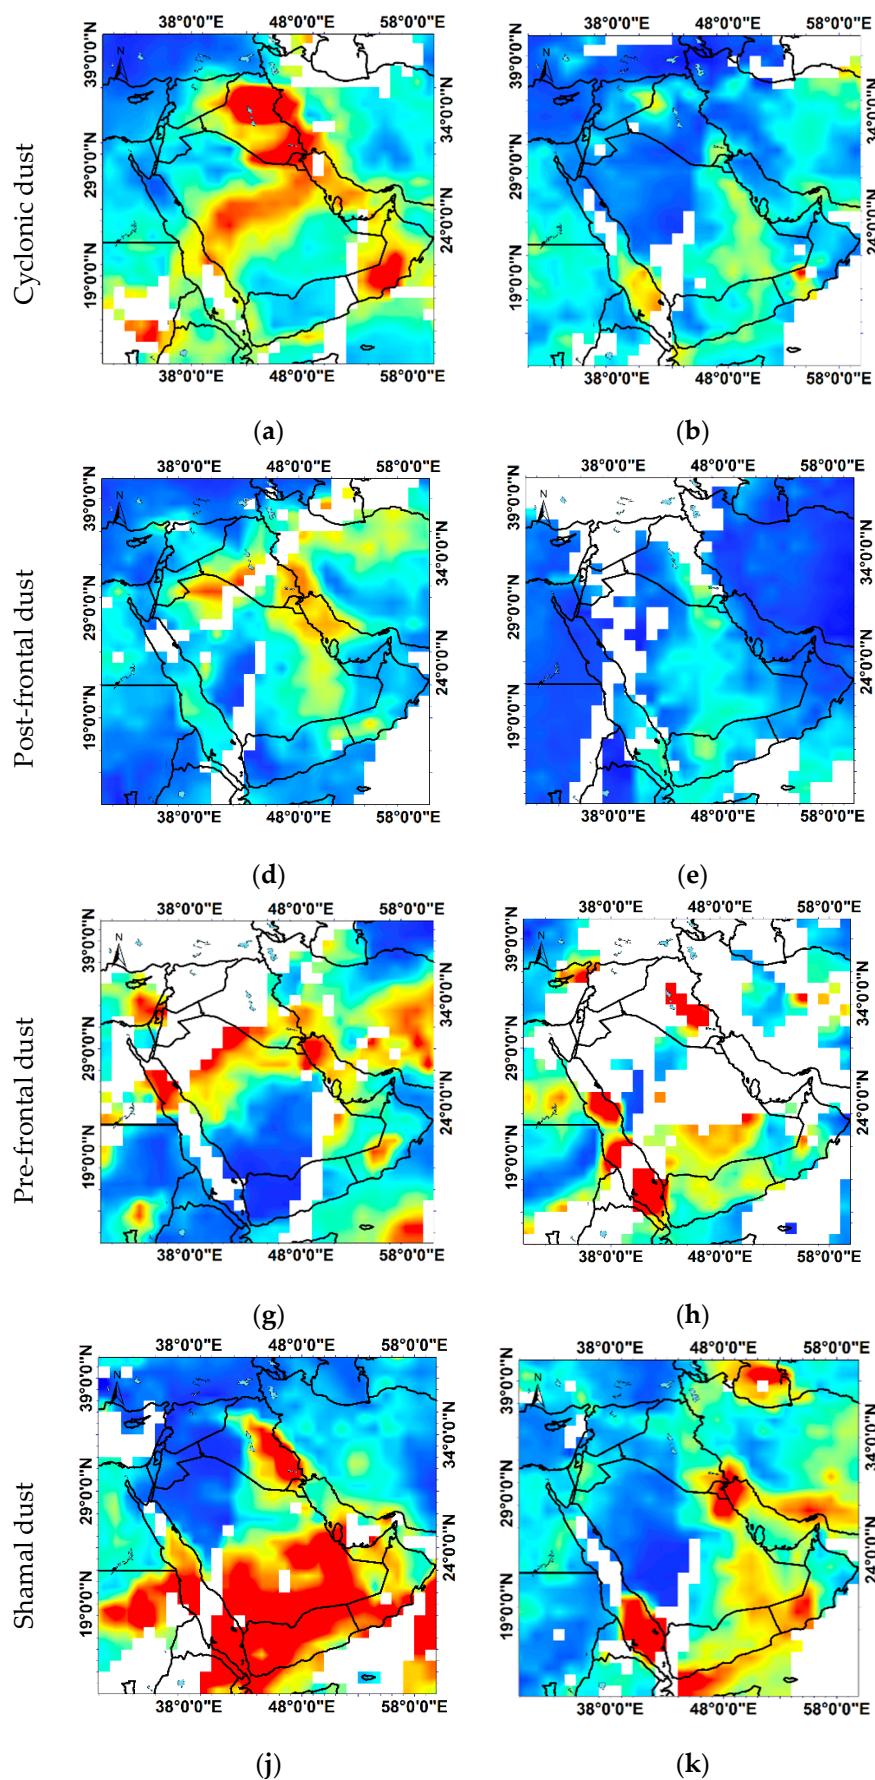 38°0'0"E 48°0'0"E 58°0'0"E
38°0'0"E 48°0'0"E 58°0'0"E
Cyclonic dust
39°0'0"N 29°0'0"N 19°0'0"N
N
34°0'0"N 24°0'0"N
39°0'0"N 29°0'0"N 19°0'0"N
N
34°0'0"N 24°0'0"N
38°0'0"E 48°0'0"E 58°0'0"E
38°0'0"E 48°0'0"E 58°0'0"E
(a)
(b)
38°0'0"E 48°0'0"E 58°0'0"E
38°0'0"E 48°0'0"E 58°0'0"E
Post-frontal dust
39°0'0"N 29°0'0"N 19°0'0"N
N
34°0'0"N 24°0'0"N
39°0'0"N 29°0'0"N 19°0'0"N
N
34°0'0"N 24°0'0"N
38°0'0"E 48°0'0"E 58°0'0"E
38°0'0"E 48°0'0"E 58°0'0"E
(d)
(e)
38°0'0"E 48°0'0"E 58°0'0"E
38°0'0"E 48°0'0"E 58°0'0"E
Pre-frontal dust
39°0'0"N 29°0'0"N 19°0'0"N
N
34°0'0"N 24°0'0"N
39°0'0"N 29°0'0"N 19°0'0"N
N
34°0'0"N 24°0'0"N
38°0'0"E 48°0'0"E 58°0'0"E
38°0'0"E 48°0'0"E 58°0'0"E
(g)
(h)
38°0'0"E 48°0'0"E 58°0'0"E
38°0'0"E 48°0'0"E 58°0'0"E
Shamal dust
39°0'0"N 29°0'0"N 19°0'0"N
N
34°0'0"N 24°0'0"N
39°0'0"N 29°0'0"N 19°0'0"N
N
34°0'0"N 24°0'0"N
38°0'0"E 48°0'0"E 58°0'0"E
38°0'0"E 48°0'0"E 58°0'0"E
(j)
(k)